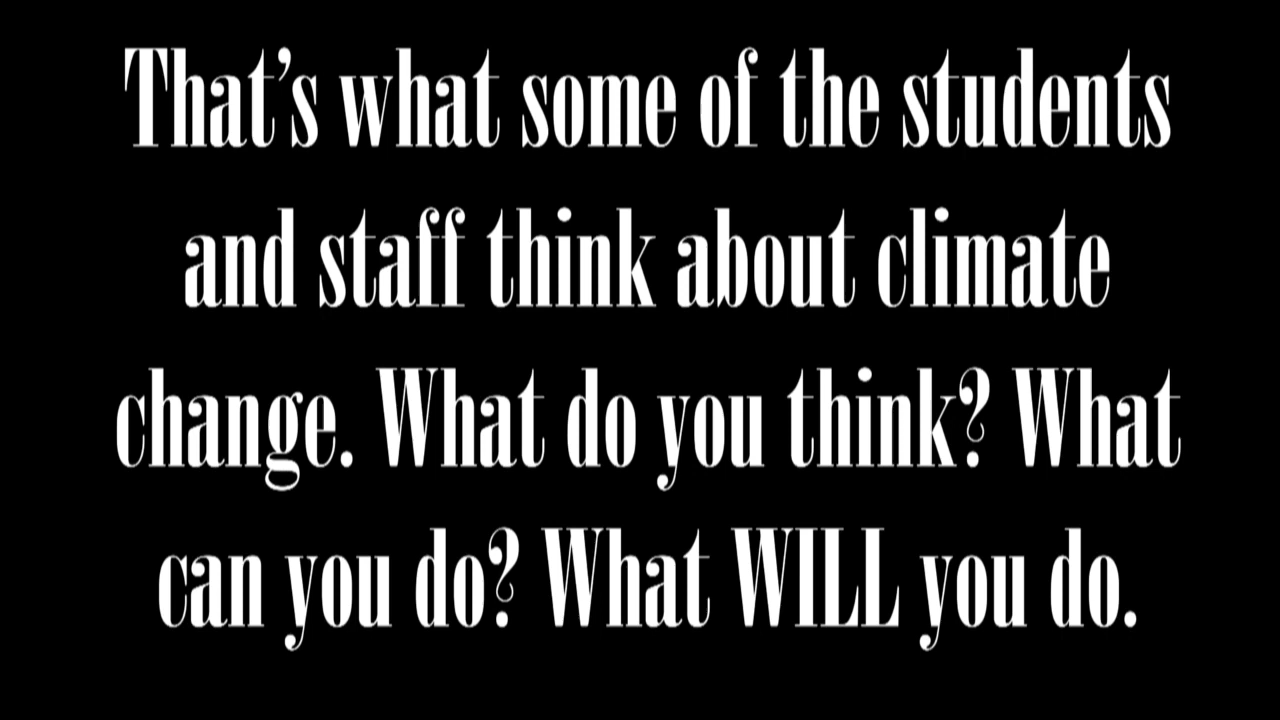 That’s what some of the students
and staff think about climate
change. What do you think? What
can you do? What WILL you do.